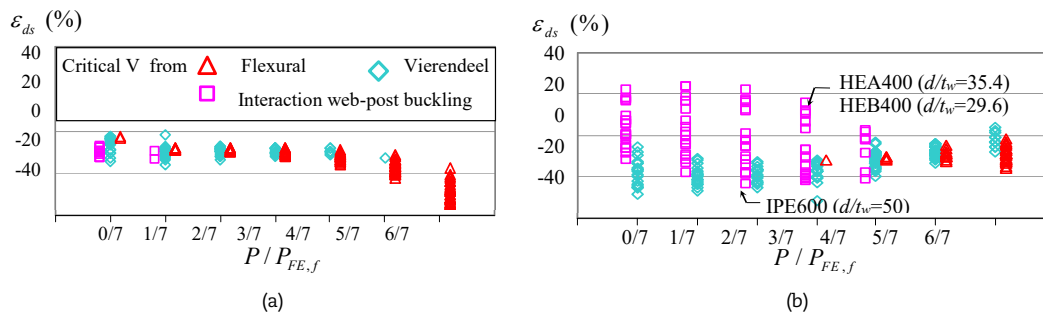 ε_ds (%)
40
20
0
-20
-40
Critical V from Flexural Vierendeel
Interaction web-post buckling
0/7 1/7 2/7 3/7 4/7 5/7 6/7
P / P_FE,f
(a)
ε_ds (%)
40
20
0
-20
-40
HEA400 (d/t_w=35.4)
HEB400 (d/t_w=29.6)
IPE600 (d/t_w=50)
0/7 1/7 2/7 3/7 4/7 5/7 6/7
P / P_FE,f
(b)